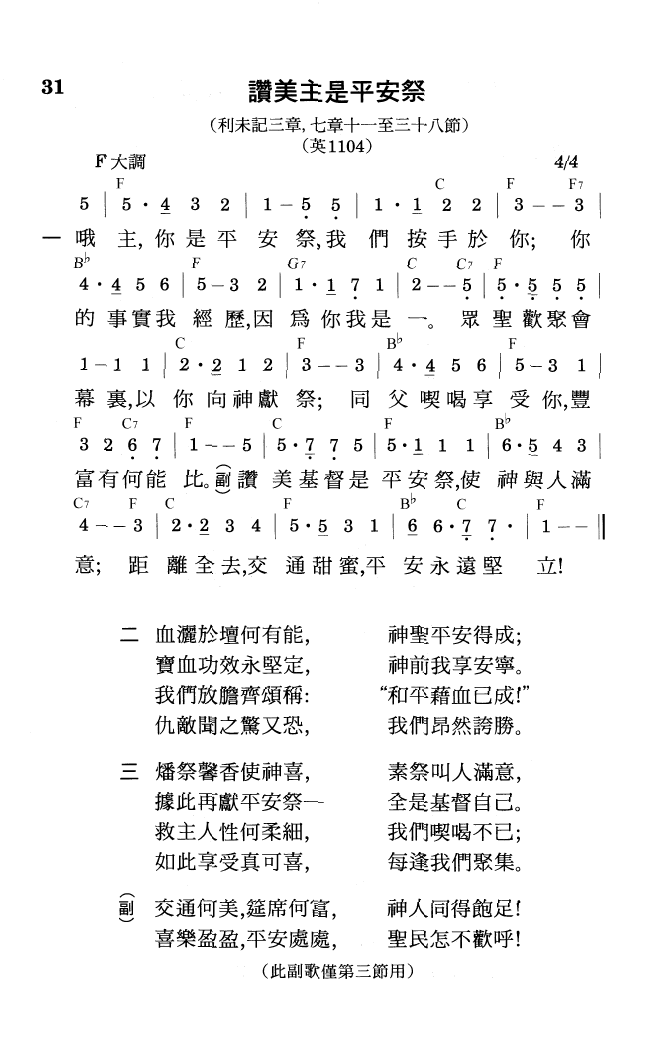 31
讚美主是平安祭
(利未記三章,七章十一至三十八節)
(英1104)
F大調 4/4
F C F F7
5 | 5·4 3 2 | 1 - 5 5 | 1·1 2 2 | 3 - - 3 |
一 哦 主, 你 是 平 安 祭,我 們 按 手 於 你; 你
B♭ F G7 C C7 F
4·4 5 6 | 5 - 3 2 | 1·1 7 1 | 2 - - 5 | 5·5 5 5 |
的 事實我 經 歷,因 爲 你我是 一。 眾 聖歡聚會
C F B♭ F
1 - 1 1 | 2·2 1 2 | 3 - - 3 | 4·4 5 6 | 5 - 3 1 |
幕 裏,以 你 向神獻 祭; 同 父 喫喝享 受 你,豐
F C7 F C F B♭
3 2 6 7 | 1 - - 5 | 5·7 7 5 | 5·1 1 1 | 6·5 4 3 |
富有何能 比。(副)讚 美基督是 平安祭,使 神與人滿
C7 F C F B♭ C F
4 - - 3 | 2·2 3 4 | 5·5 3 1 | 6 6·7 7· | 1 - - ‖
意; 距 離全去,交 通甜蜜,平 安永遠堅 立!
二 血灑於壇何有能, 神聖平安得成;
寶血功效永堅定, 神前我享安寧。
我們放膽齊頌稱: “和平藉血已成!”
仇敵聞之驚又恐, 我們昂然誇勝。
三 燔祭馨香使神喜, 素祭叫人滿意,
據此再獻平安祭— 全是基督自己。
救主人性何柔細, 我們喫喝不已;
如此享受真可喜, 每逢我們聚集。
(副) 交通何美,筵席何富, 神人同得飽足!
喜樂盈盈,平安處處, 聖民怎不歡呼!
(此副歌僅第三節用)